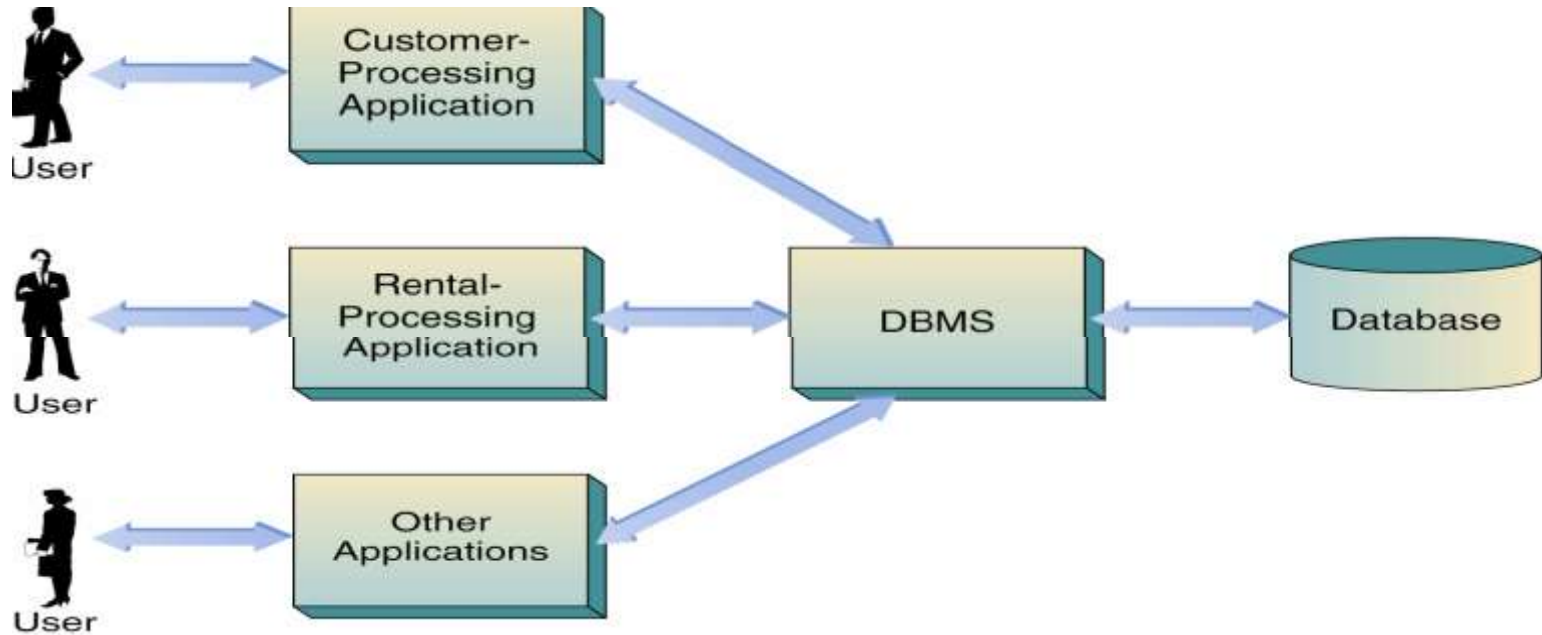 Customer-
Processing
Application
User
Rental-
Processing
Application
User
DBMS
Database
Other
Applications
User